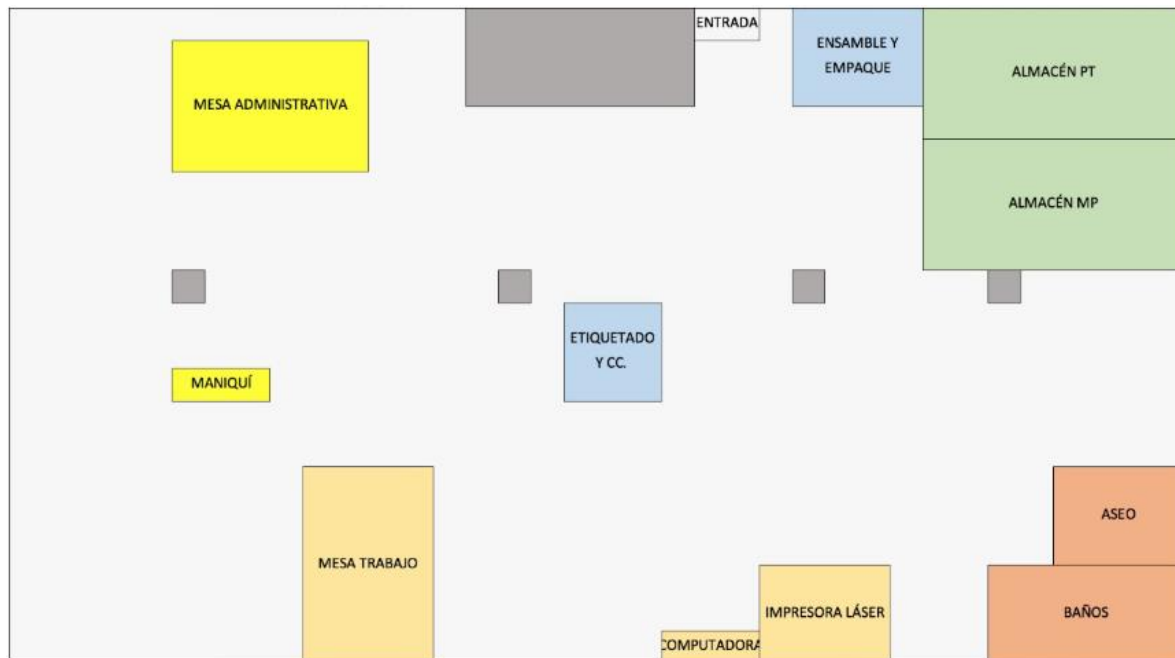 ENTRADA
ENSAMBLE Y
EMPAQUE
ALMACÉN PT
MESA ADMINISTRATIVA
ALMACÉN MP
ETIQUETADO
Y CC.
MANIQUÍ
ASEO
MESA TRABAJO
IMPRESORA LÁSER
BAÑOS
COMPUTADORA